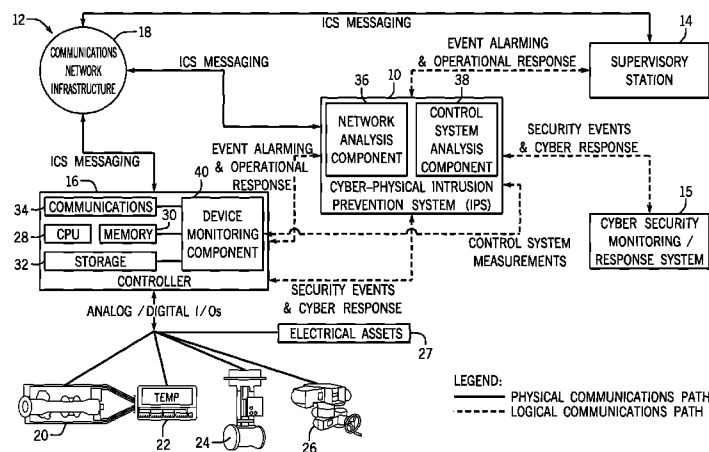 12
18
COMMUNICATIONS
NETWORK
INFRASTRUCTURE
ICS MESSAGING
ICS MESSAGING
ICS MESSAGING
14
SUPERVISORY
STATION
EVENT ALARMING
& OPERATIONAL
RESPONSE
36
10
38
NETWORK
ANALYSIS
COMPONENT
CONTROL
SYSTEM
ANALYSIS
COMPONENT
CYBER-PHYSICAL INTRUSION
PREVENTION SYSTEM (IPS)
SECURITY EVENTS
& CYBER RESPONSE
15
CYBER SECURITY
MONITORING /
RESPONSE SYSTEM
EVENT ALARMING
& OPERATIONAL
RESPONSE
16
40
34
COMMUNICATIONS
30
28
CPU
MEMORY
32
STORAGE
DEVICE
MONITORING
COMPONENT
CONTROLLER
CONTROL SYSTEM
MEASUREMENTS
SECURITY EVENTS
& CYBER RESPONSE
ANALOG / DIGITAL I/Os
ELECTRICAL ASSETS
27
20
TEMP
22
24
26
LEGEND:
PHYSICAL COMMUNICATIONS PATH
LOGICAL COMMUNICATIONS PATH